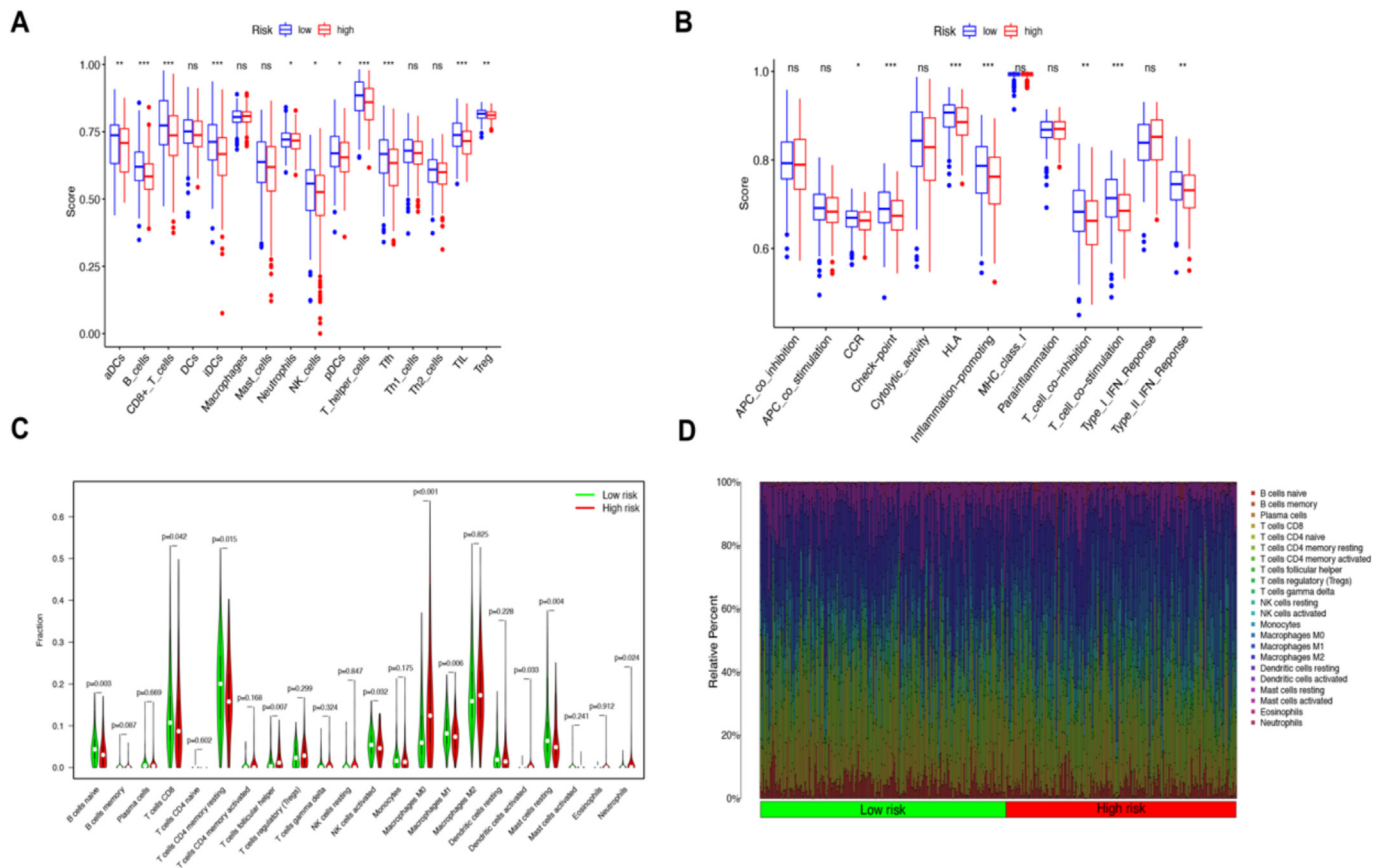 A
Risk low high
** *** *** ns *** ns ns * * * *** *** ns ns *** **
1.00
0.75
0.50
0.25
0.00
Score
aDCs
B_cells
CD8+_T_cells
DCs
iDCs
Macrophages
Mast_cells
Neutrophils
NK_cells
pDCs
T_helper_cells
Tfh
Th1_cells
Th2_cells
TIL
Treg
B
Risk low high
ns ns * *** ns *** *** ns ns ** *** ns **
1.0
0.8
0.6
Score
APC_co_inhibition
APC_co_stimulation
CCR
Check-point
Cytolytic_activity
HLA
Inflammation-promoting
MHC_class_I
Parainflammation
T_cell_co-inhibition
T_cell_co-stimulation
Type_I_IFN_Reponse
Type_II_IFN_Reponse
C
Low risk
High risk
0.6
0.5
0.4
0.3
0.2
0.1
0.0
Fraction
p=0.003
p=0.087
p=0.669
p=0.042
p=0.602
p=0.015
p=0.168
p=0.007
p=0.299
p=0.324
p=0.847
p=0.002
p=0.175
p<0.001
p=0.006
p=0.825
p=0.228
p=0.033
p=0.004
p=0.241
p=0.912
p=0.024
B cells naive
B cells memory
Plasma cells
T cells CD8
T cells CD4 naive
T cells CD4 memory resting
T cells CD4 memory activated
T cells follicular helper
T cells regulatory (Tregs)
T cells gamma delta
NK cells resting
NK cells activated
Monocytes
Macrophages M0
Macrophages M1
Macrophages M2
Dendritic cells resting
Dendritic cells activated
Mast cells resting
Mast cells activated
Eosinophils
Neutrophils
D
100%
80%
60%
40%
20%
0%
Relative Percent
Low risk
High risk
B cells naive
B cells memory
Plasma cells
T cells CD8
T cells CD4 naive
T cells CD4 memory resting
T cells CD4 memory activated
T cells follicular helper
T cells regulatory (Tregs)
T cells gamma delta
NK cells resting
NK cells activated
Monocytes
Macrophages M0
Macrophages M1
Macrophages M2
Dendritic cells resting
Dendritic cells activated
Mast cells resting
Mast cells activated
Eosinophils
Neutrophils